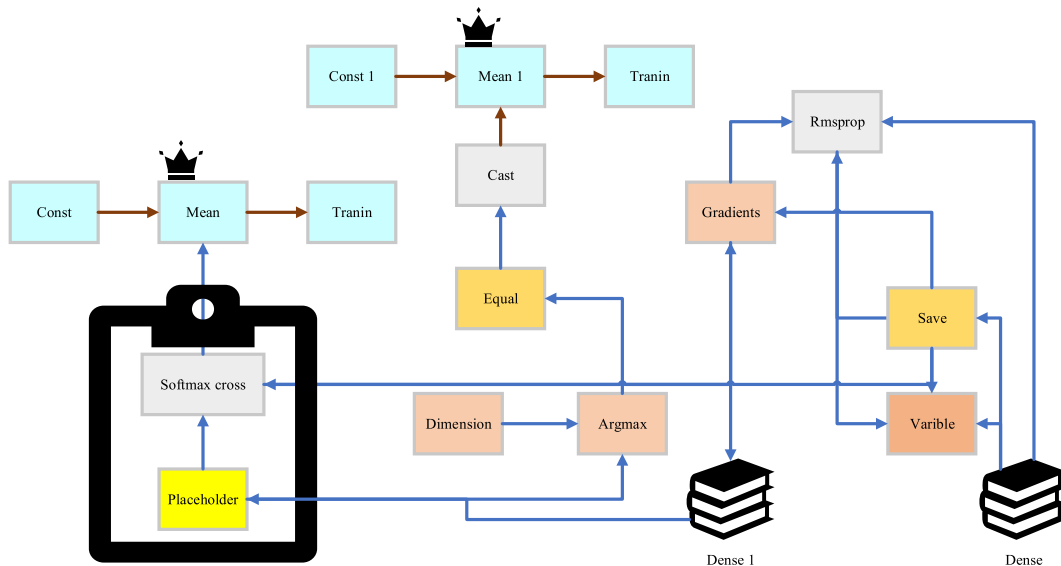 Const 1
Mean 1
Tranin
Rmsprop
Cast
Const
Mean
Tranin
Gradients
Equal
Save
Softmax cross
Dimension
Argmax
Varible
Placeholder
Dense 1
Dense